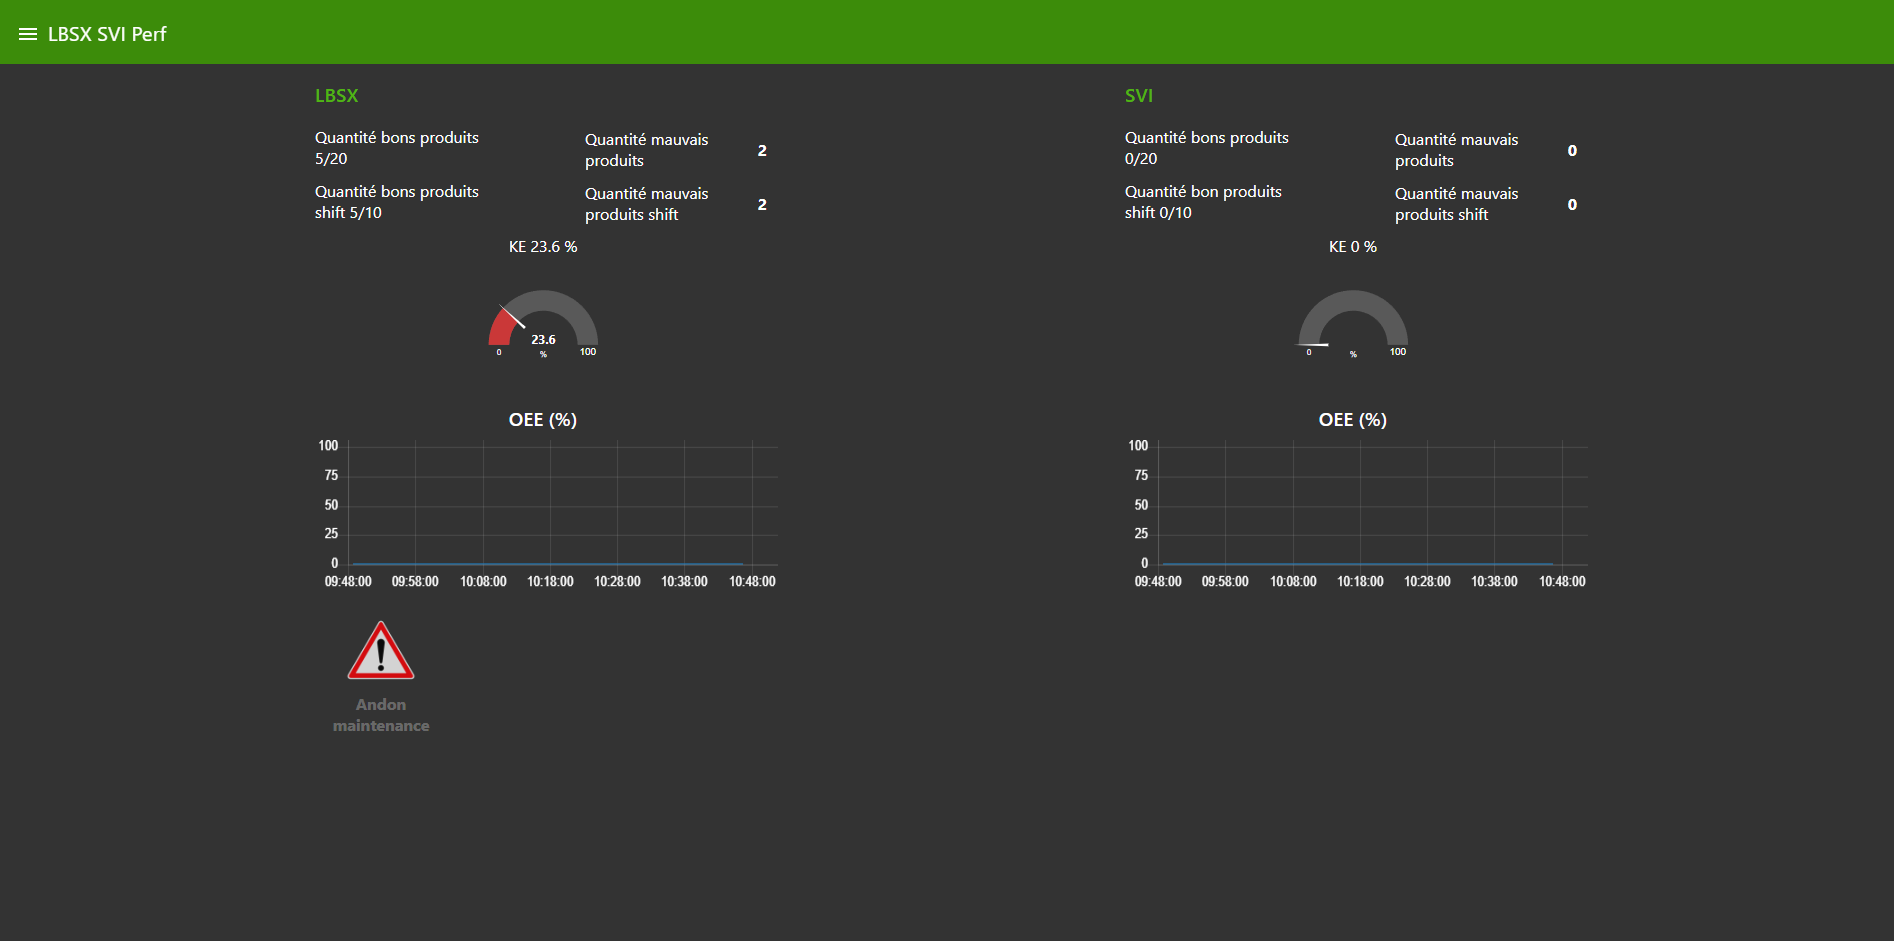 LBSX SVI Perf
LBSX
Quantité bons produits
5/20
Quantité mauvais
produits
2
Quantité bons produits
shift 5/10
Quantité mauvais
produits shift
2
KE 23.6 %
23.6
0
%
100
OEE (%)
100
75
50
25
0
09:48:00 09:58:00 10:08:00 10:18:00 10:28:00 10:38:00 10:48:00
Andon
maintenance
SVI
Quantité bons produits
0/20
Quantité mauvais
produits
0
Quantité bon produits
shift 0/10
Quantité mauvais
produits shift
0
KE 0 %
0
%
100
OEE (%)
100
75
50
25
0
09:48:00 09:58:00 10:08:00 10:18:00 10:28:00 10:38:00 10:48:00